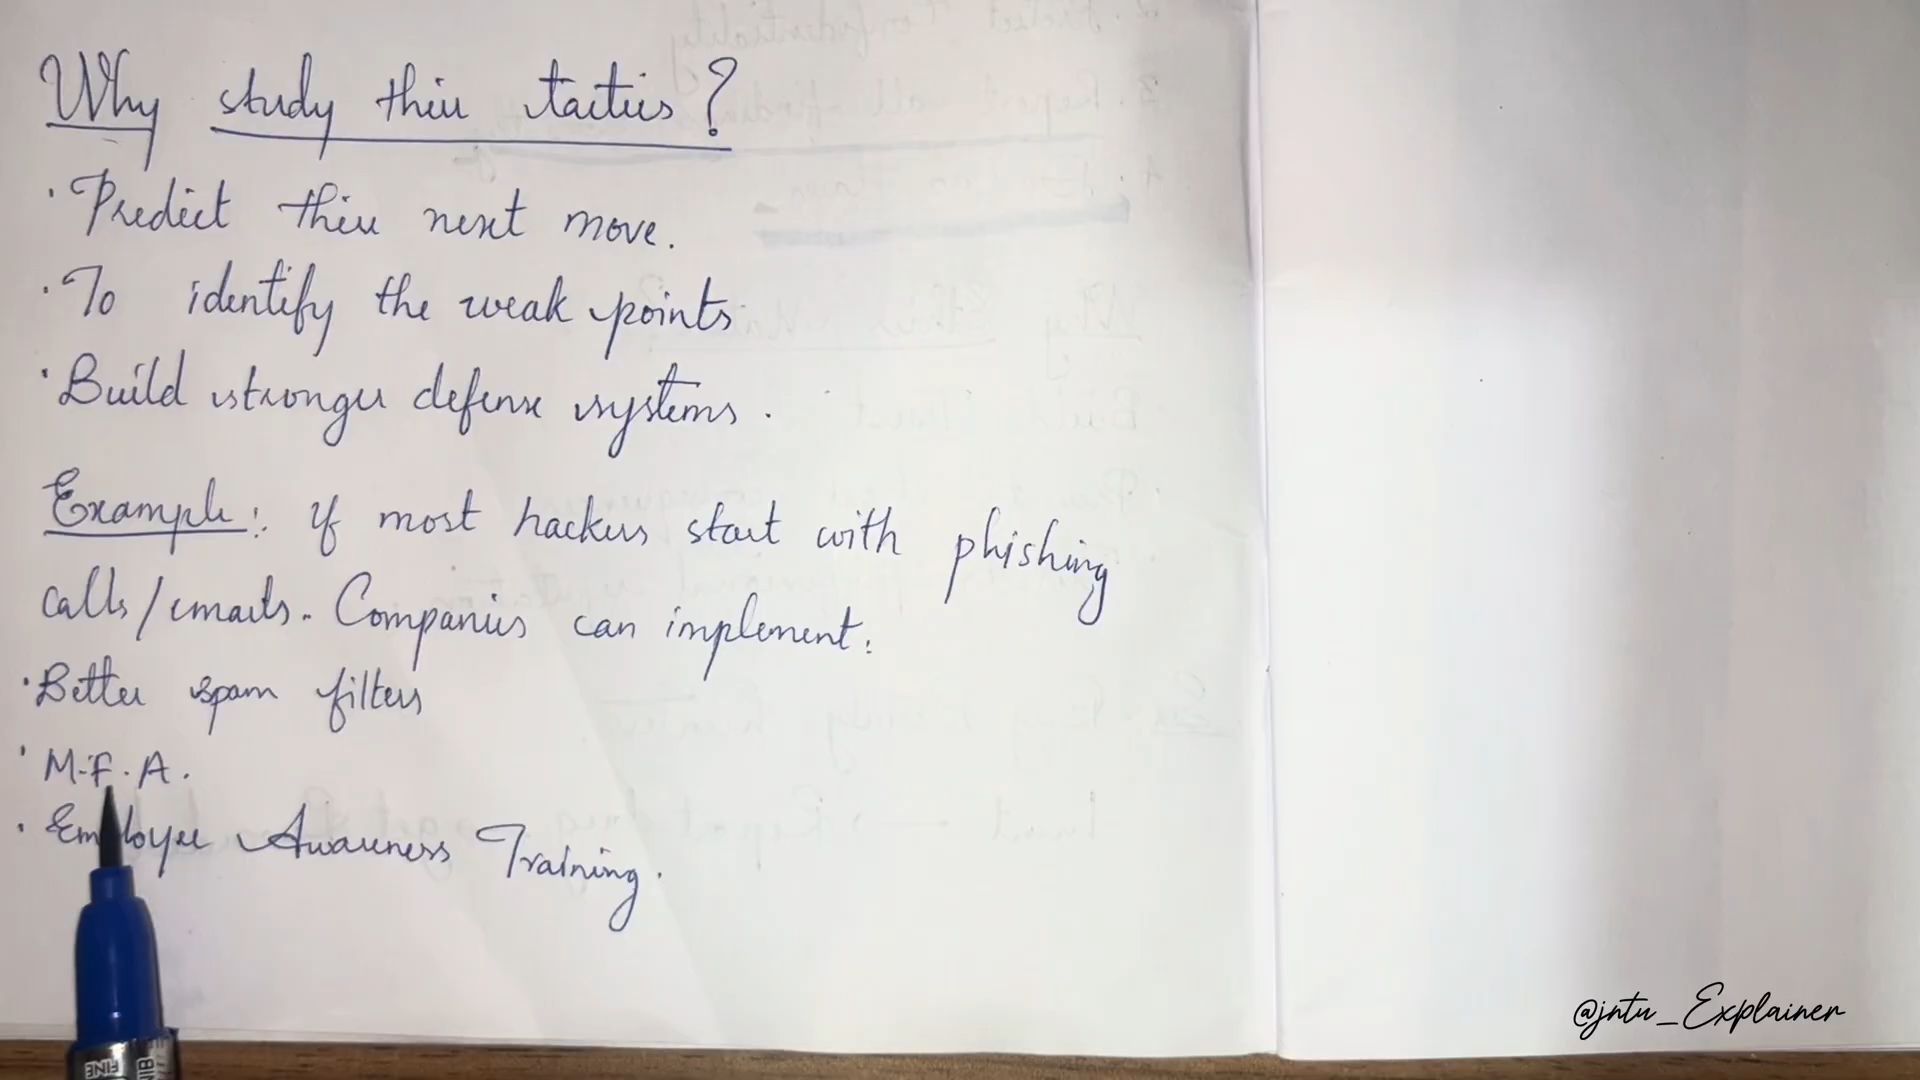 Why study their tactics?
· Predict their next move.
· To identify the weak points
· Build stronger defense systems.
Example: If most hackers start with phishing
calls/emails. Companies can implement:
· Better spam filters
· M.F.A.
· Employee Awareness Training.
@jntu_Explainer
FINE